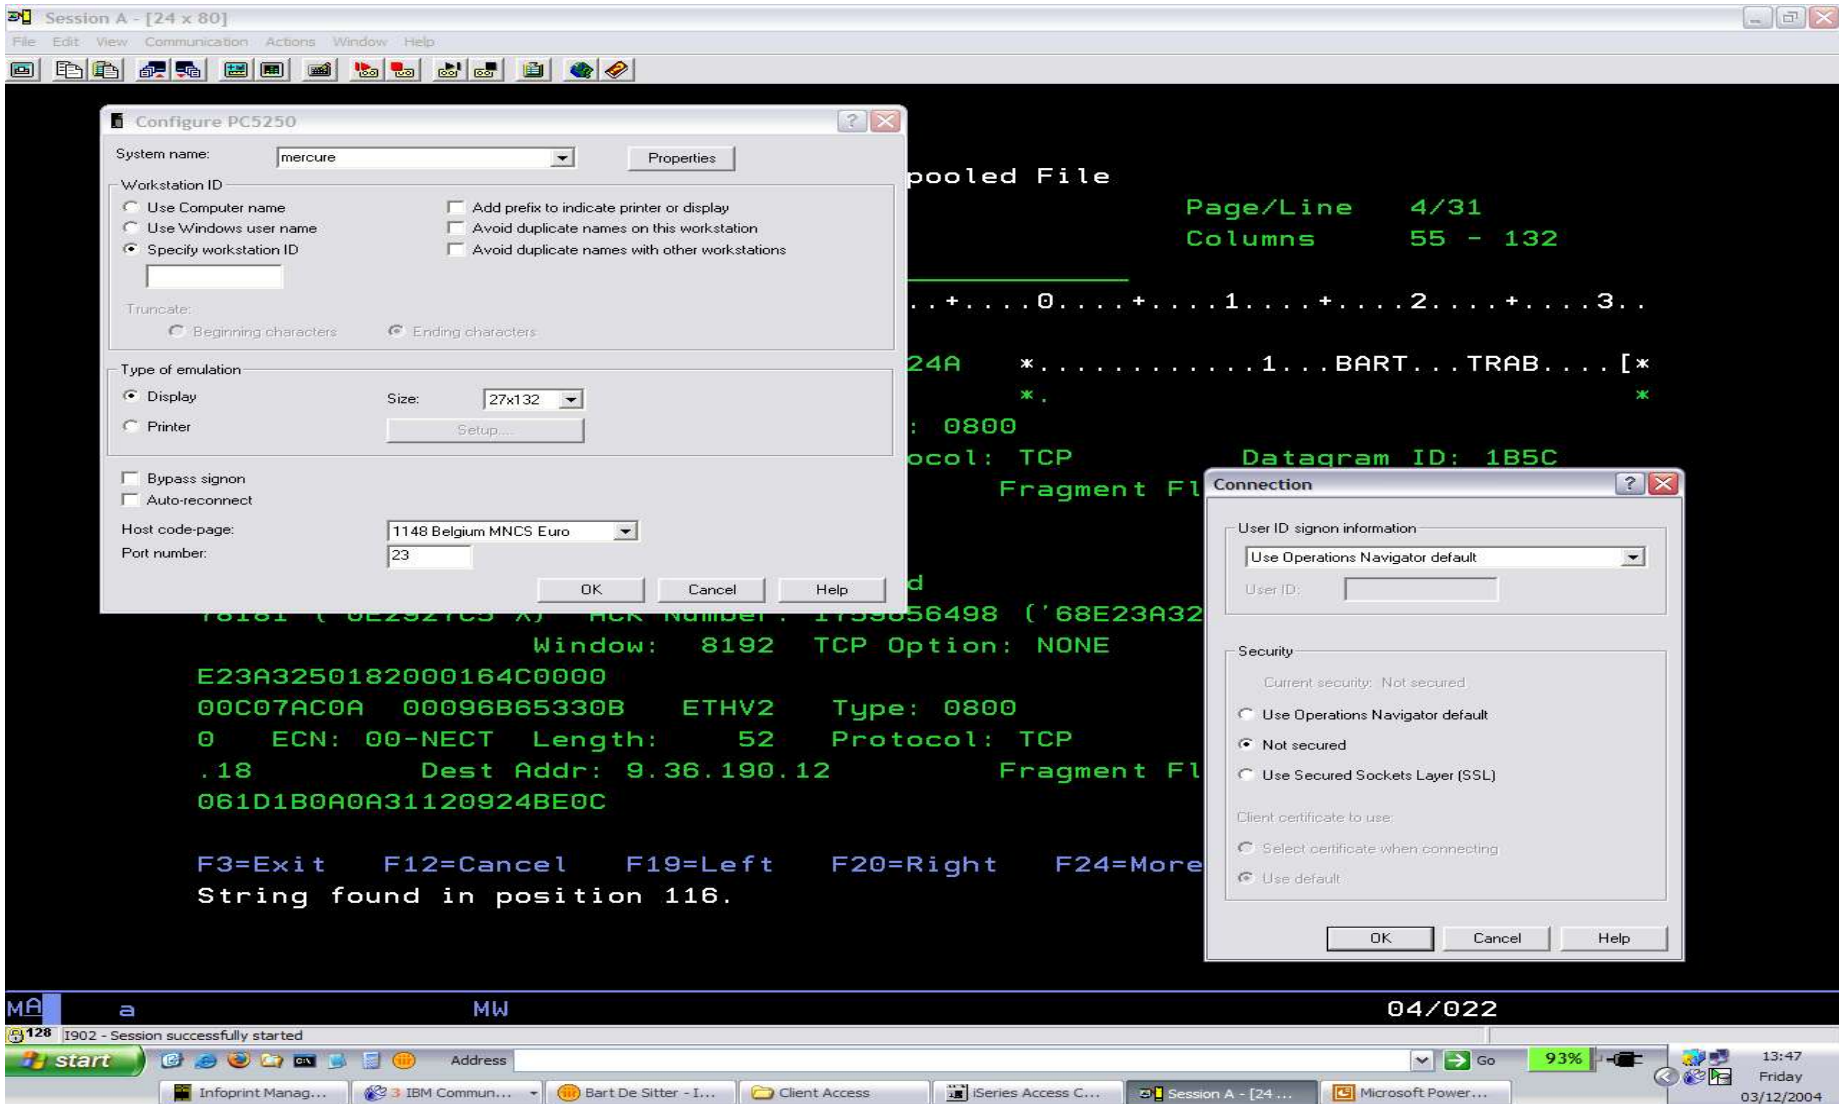 Session A - [24 x 80]
File Edit View Communication Actions Window Help
Configure PC5250
System name: mercure Properties
Workstation ID
Use Computer name
Use Windows user name
Specify workstation ID
Add prefix to indicate printer or display
Avoid duplicate names on this workstation
Avoid duplicate names with other workstations
Truncate:
Beginning characters Ending characters
Type of emulation
Display Size: 27x132
Printer Setup....
Bypass signon
Auto-reconnect
Host code-page: 1148 Belgium MNCS Euro
Port number: 23
OK Cancel Help
pooled File
Page/Line 4/31
Columns 55 - 132
..+....0....+....1....+....2....+....3..
24A *.............1...BART...TRAB....[*
*. *
: 0800
ocol: TCP Datagram ID: 1B5C
Fragment Fl
d
Number: 1759656498 ('68E23A32
Window: 8192 TCP Option: NONE
E23A3250182000164C0000
00C07AC0A 00096B65330B ETHV2 Type: 0800
0 ECN: 00-NECT Length: 52 Protocol: TCP
.18 Dest Addr: 9.36.190.12 Fragment Fl
061D1B0A0A31120924BE0C
F3=Exit F12=Cancel F19=Left F20=Right F24=More
String found in position 116.
Connection
User ID signon information
Use Operations Navigator default
User ID:
Security
Current security: Not secured
Use Operations Navigator default
Not secured
Use Secured Sockets Layer (SSL)
Client certificate to use:
Select certificate when connecting
Use default
OK Cancel Help
MA a MW 04/022
128 I902 - Session successfully started
start Address Go 93% 13:47
Friday
03/12/2004
Infoprint Manag... 3 IBM Commun... Bart De Sitter - I... Client Access iSeries Access C... Session A - [24 ... Microsoft Power...